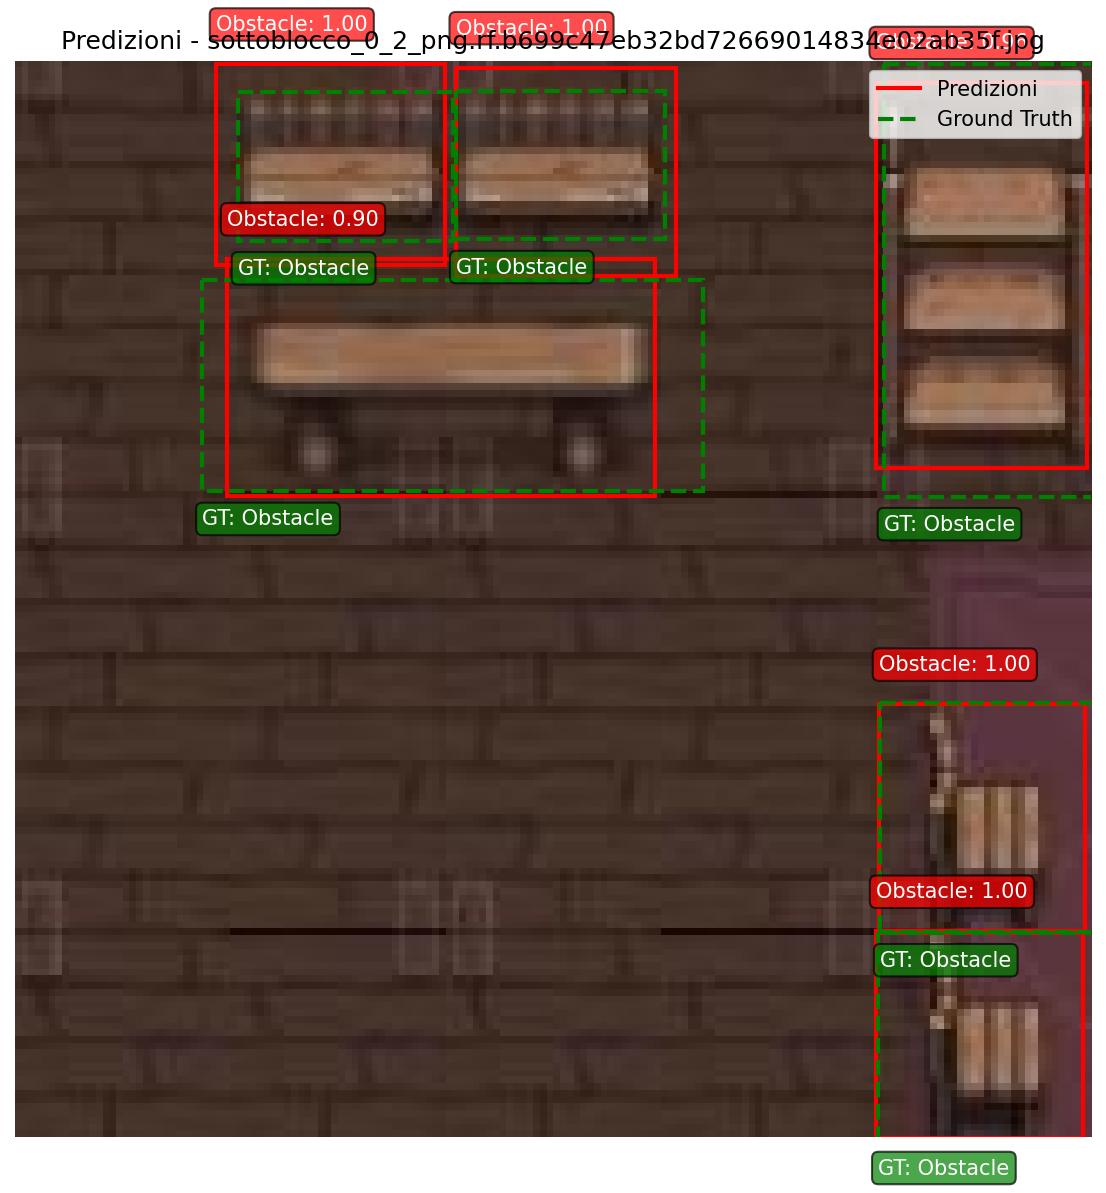 Obstacle: 1.00
Obstacle: 1.00
Predizioni - sottoblocco_0_2_png.rf.b699c47eb32bd72669014834e02ab35f.jpg
Predizioni
Ground Truth
Obstacle: 0.90
GT: Obstacle
GT: Obstacle
GT: Obstacle
GT: Obstacle
Obstacle: 1.00
Obstacle: 1.00
GT: Obstacle
GT: Obstacle